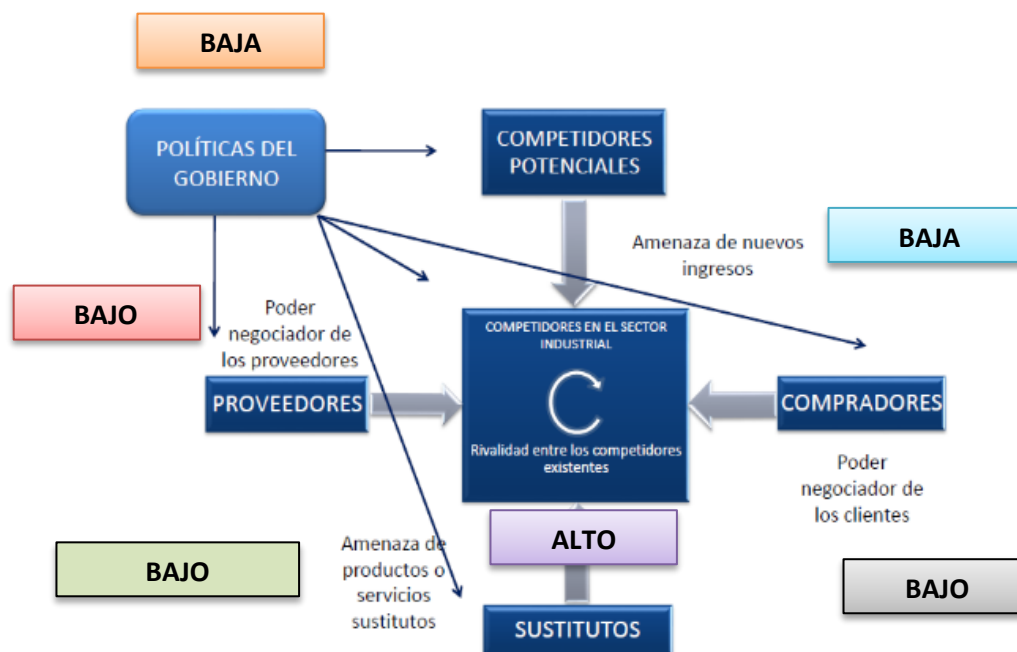 BAJA
POLÍTICAS DEL
GOBIERNO
COMPETIDORES
POTENCIALES
Amenaza de nuevos
ingresos
BAJA
BAJO
Poder
negociador de
los proveedores
PROVEEDORES
COMPETIDORES EN EL SECTOR
INDUSTRIAL
Rivalidad entre los competidores
existentes
COMPRADORES
Poder
negociador de
los clientes
BAJO
Amenaza de
productos o
servicios
sustitutos
ALTO
BAJO
SUSTITUTOS